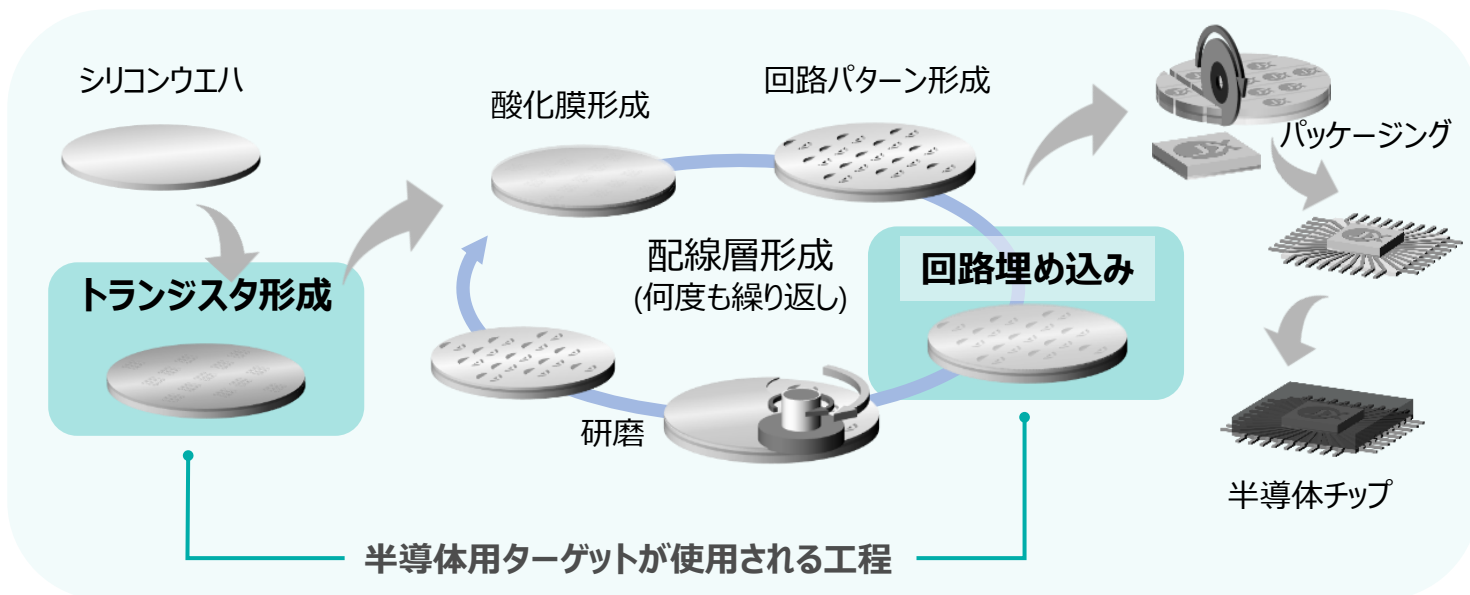 シリコンウエハ
トランジスタ形成
酸化膜形成
回路パターン形成
配線層形成
(何度も繰り返し)
回路埋め込み
研磨
パッケージング
半導体チップ
半導体用ターゲットが使用される工程